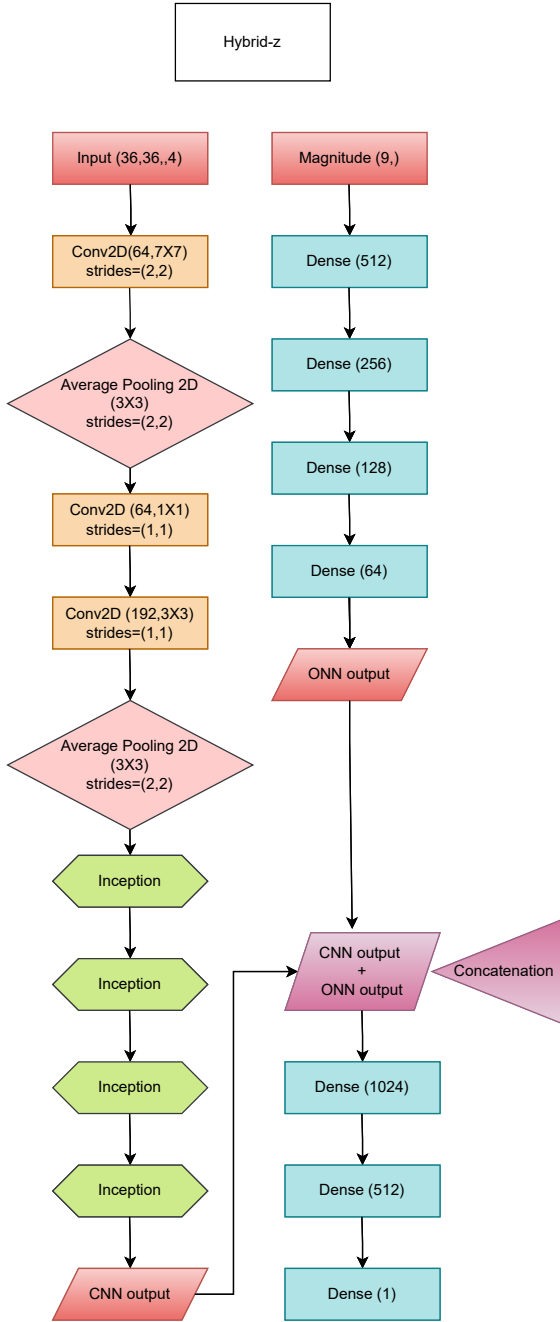 Hybrid-z
Input (36,36,,4)
Conv2D(64,7X7)
strides=(2,2)
Average Pooling 2D
(3X3)
strides=(2,2)
Conv2D (64,1X1)
strides=(1,1)
Conv2D (192,3X3)
strides=(1,1)
Average Pooling 2D
(3X3)
strides=(2,2)
Inception
Inception
Inception
Inception
CNN output
Magnitude (9,)
Dense (512)
Dense (256)
Dense (128)
Dense (64)
ONN output
CNN output
+
ONN output
Concatenation
Dense (1024)
Dense (512)
Dense (1)